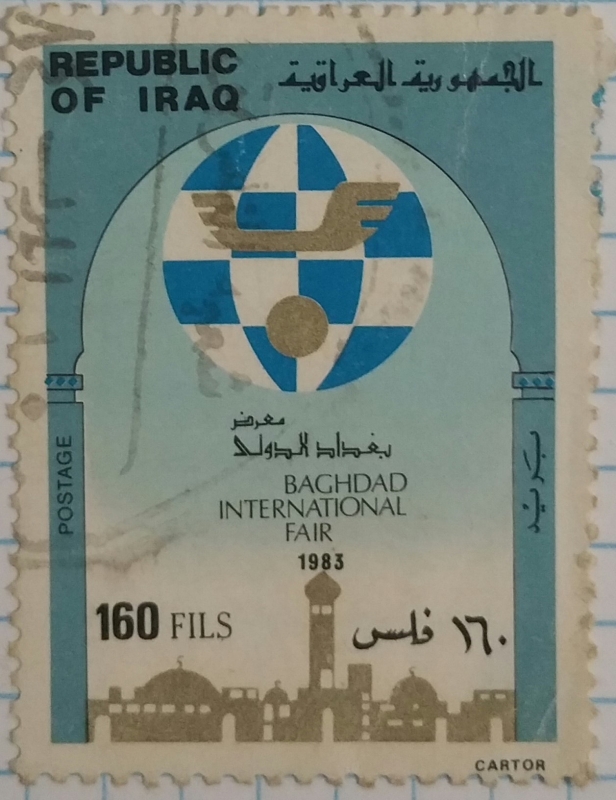 REPUBLIC
OF IRAQ
الجمهورية العراقية
معرض
بغداد الدولي
BAGHDAD
INTERNATIONAL
FAIR
1983
POSTAGE
بريد
160 FILS
١٦٠ فلس
CARTOR